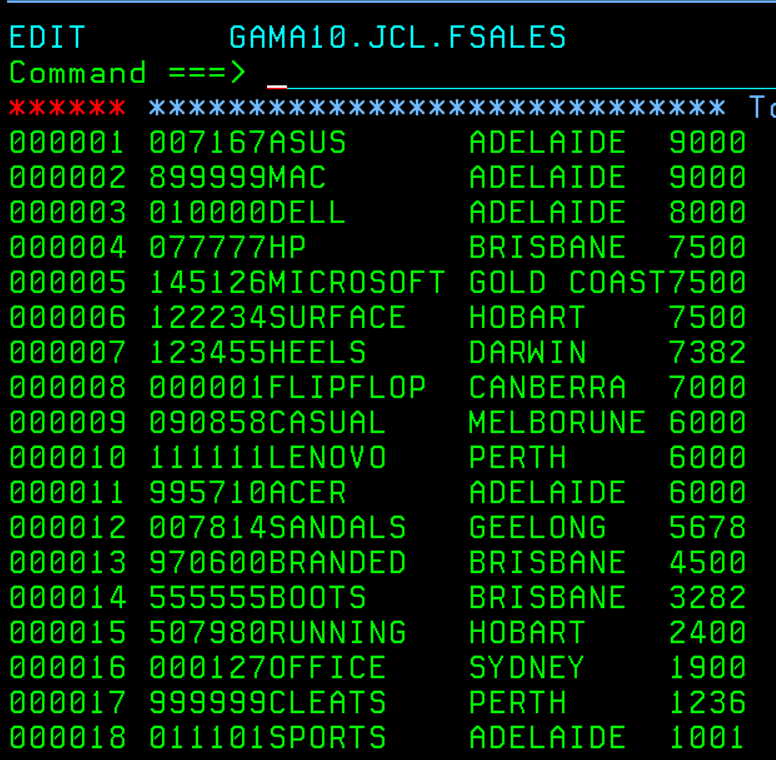 EDIT       GAMA10.JCL.FSALES
Command ===>
****** ***************************** To
000001 007167ASUS      ADELAIDE  9000
000002 899999MAC       ADELAIDE  9000
000003 010000DELL      ADELAIDE  8000
000004 077777HP        BRISBANE  7500
000005 145126MICROSOFT GOLD COAST7500
000006 122234SURFACE   HOBART    7500
000007 123455HEELS     DARWIN    7382
000008 000001FLIPFLOP  CANBERRA  7000
000009 090858CASUAL    MELBORUNE 6000
000010 111111LENOVO    PERTH     6000
000011 995710ACER      ADELAIDE  6000
000012 007814SANDALS   GEELONG   5678
000013 970600BRANDED   BRISBANE  4500
000014 555555BOOTS     BRISBANE  3282
000015 507980RUNNING   HOBART    2400
000016 000127OFFICE    SYDNEY    1900
000017 999999CLEATS    PERTH     1236
000018 011101SPORTS    ADELAIDE  1001